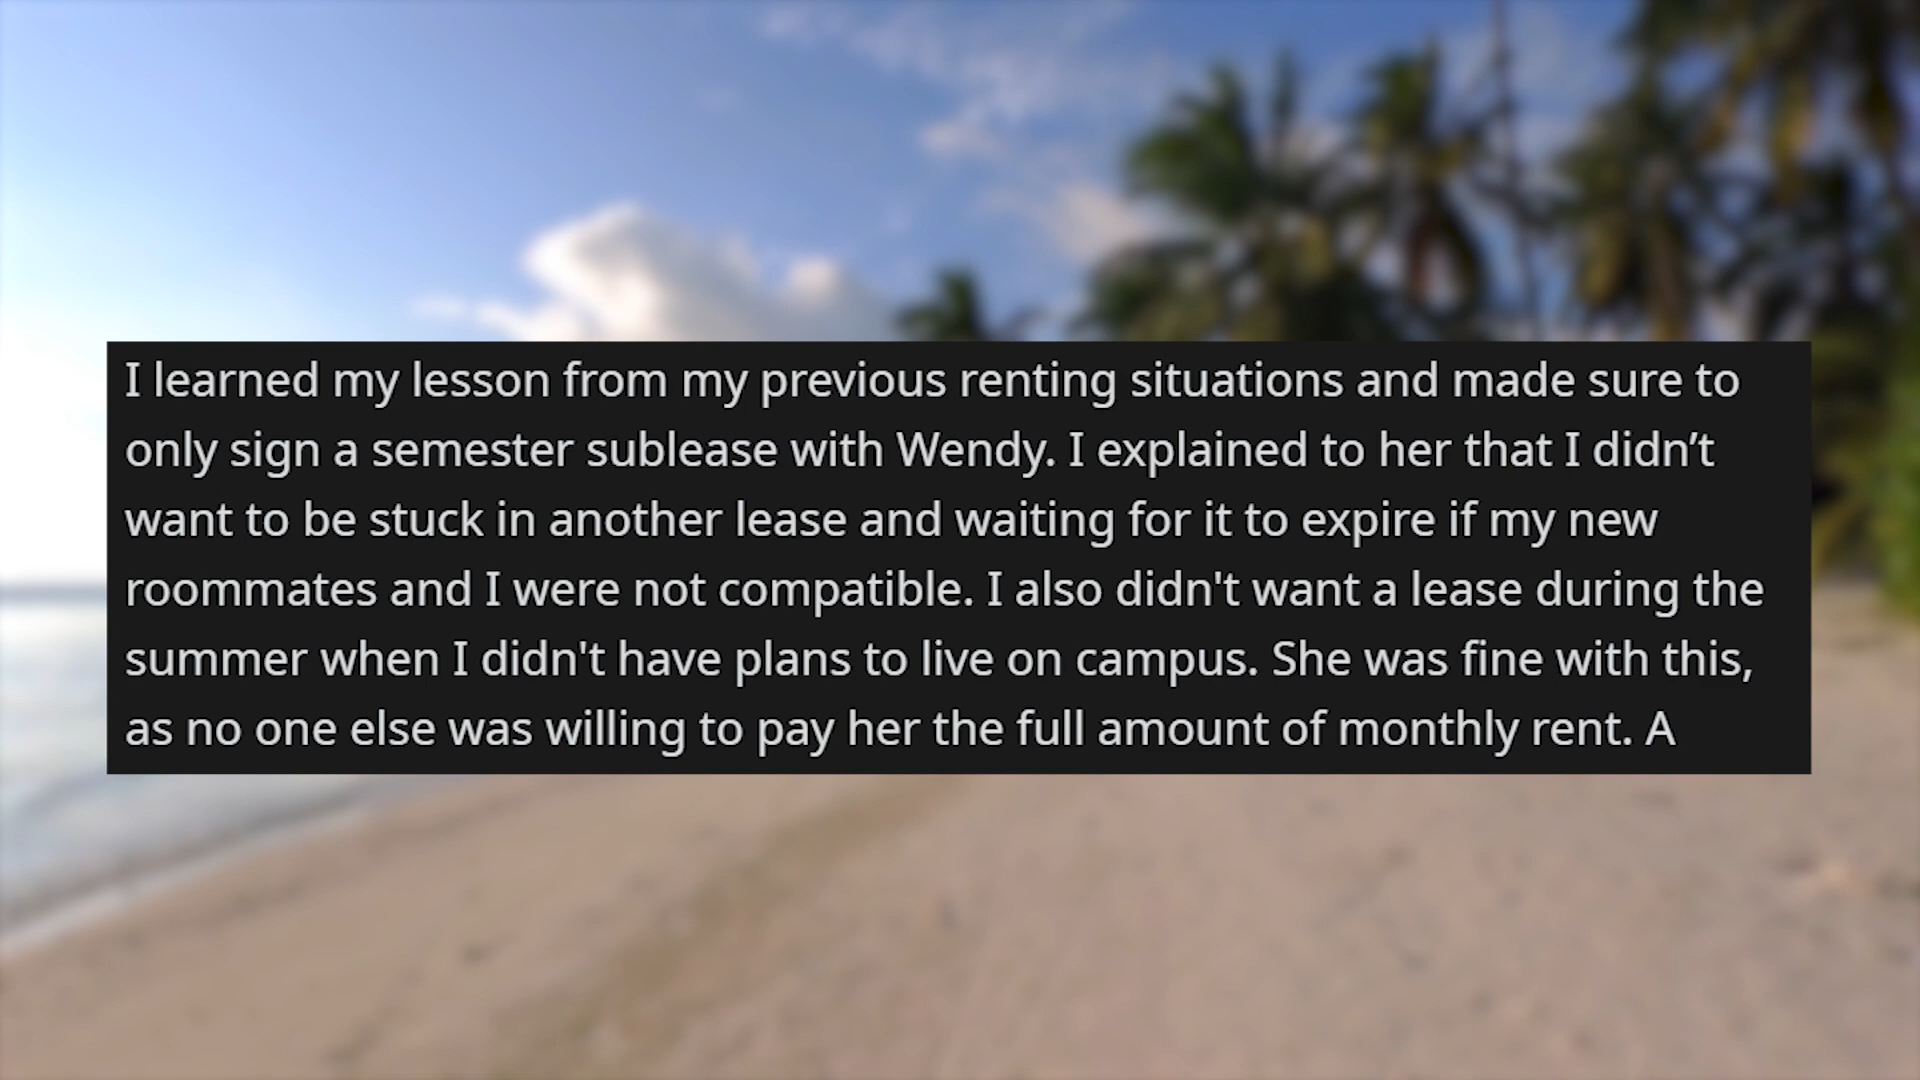 I learned my lesson from my previous renting situations and made sure to
only sign a semester sublease with Wendy. I explained to her that I didn’t
want to be stuck in another lease and waiting for it to expire if my new
roommates and I were not compatible. I also didn't want a lease during the
summer when I didn't have plans to live on campus. She was fine with this,
as no one else was willing to pay her the full amount of monthly rent. A